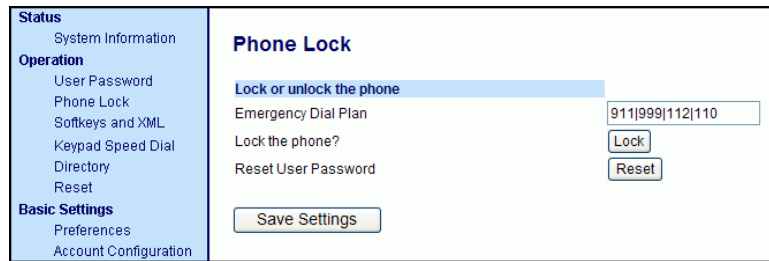 Status
System Information
Operation
User Password
Phone Lock
Softkeys and XML
Keypad Speed Dial
Directory
Reset
Basic Settings
Preferences
Account Configuration
Phone Lock
Lock or unlock the phone
Emergency Dial Plan 911|999|112|110
Lock the phone? Lock
Reset User Password Reset
Save Settings